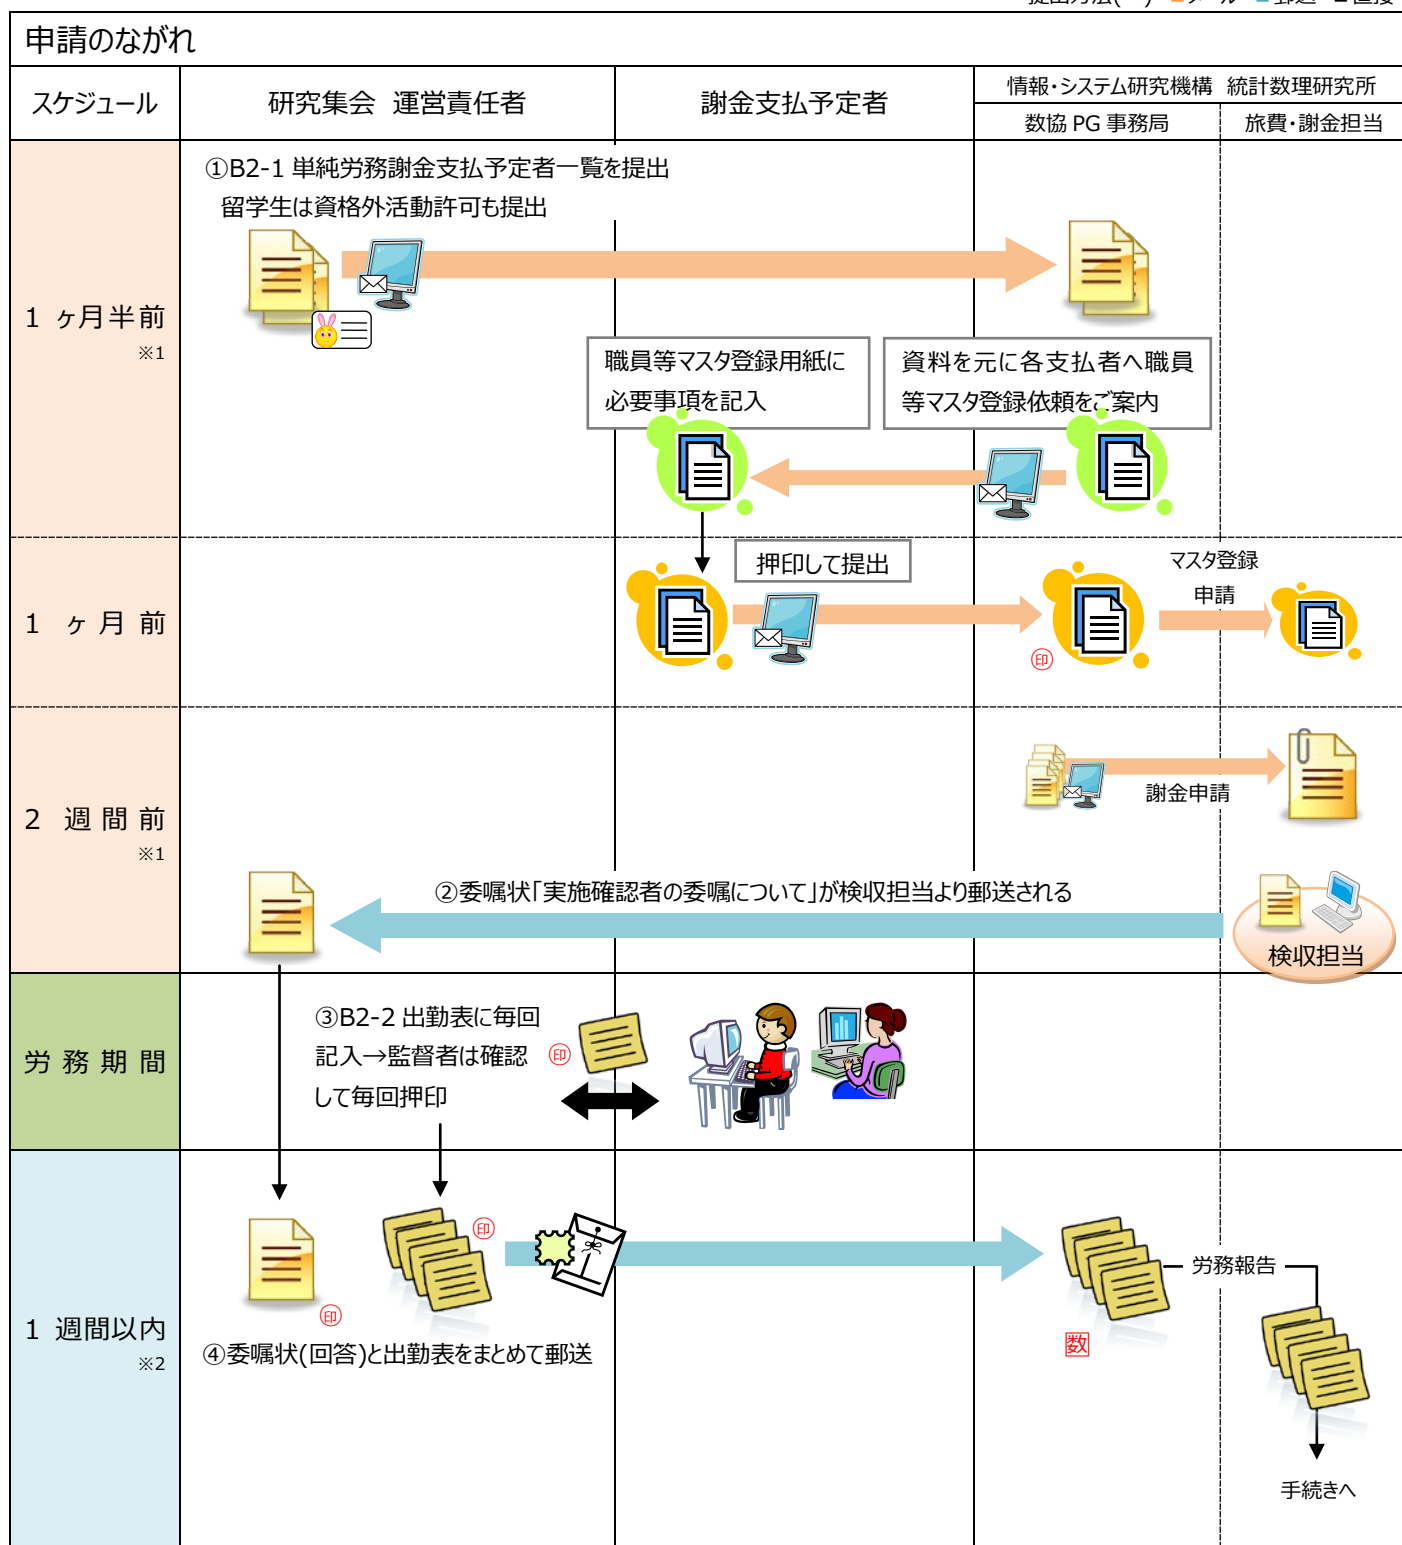 申請のながれ
スケジュール
研究集会 運営責任者
謝金支払予定者
情報・システム研究機構 統計数理研究所
数協 PG 事務局
旅費・謝金担当
1 ヶ月半前
※1
①B2-1 単純労務謝金支払予定者一覧を提出
留学生は資格外活動許可も提出
職員等マスタ登録用紙に
必要事項を記入
資料を元に各支払者へ職員
等マスタ登録依頼をご案内
1 ヶ月前
押印して提出
印
マスタ登録
申請
2 週間前
※1
謝金申請
②委嘱状「実施確認者の委嘱について」が検収担当より郵送される
検収担当
労務期間
③B2-2 出勤表に毎回
記入→監督者は確認
して毎回押印
印
1 週間以内
※2
印
印
④委嘱状(回答)と出勤表をまとめて郵送
数
労務報告
手続きへ